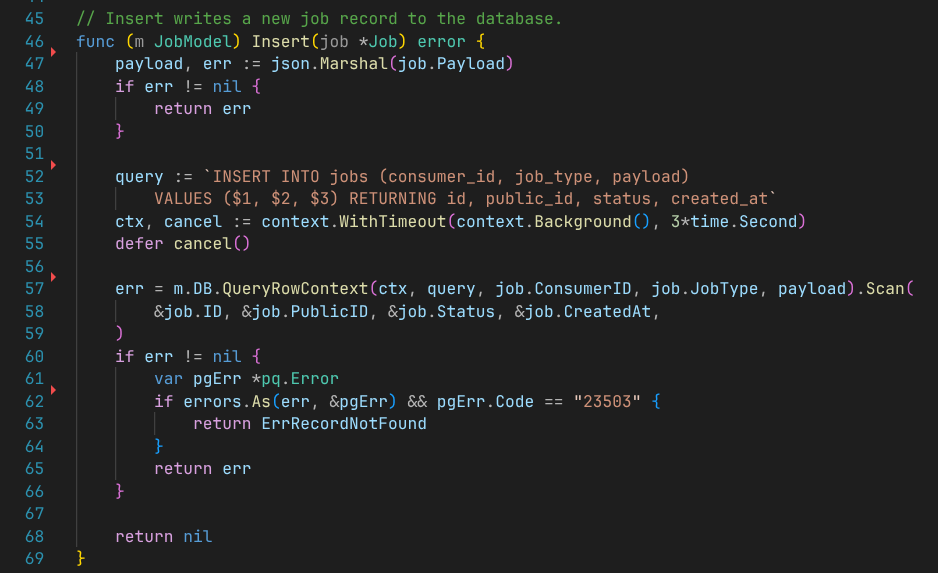 45 // Insert writes a new job record to the database.
46 func (m JobModel) Insert(job *Job) error {
47     payload, err := json.Marshal(job.Payload)
48     if err != nil {
49         return err
50     }
51
52     query := `INSERT INTO jobs (consumer_id, job_type, payload)
53         VALUES ($1, $2, $3) RETURNING id, public_id, status, created_at`
54     ctx, cancel := context.WithTimeout(context.Background(), 3*time.Second)
55     defer cancel()
56
57     err = m.DB.QueryRowContext(ctx, query, job.ConsumerID, job.JobType, payload).Scan(
58         &job.ID, &job.PublicID, &job.Status, &job.CreatedAt,
59     )
60     if err != nil {
61         var pgErr *pq.Error
62         if errors.As(err, &pgErr) && pgErr.Code == "23503" {
63             return ErrRecordNotFound
64         }
65         return err
66     }
67
68     return nil
69 }